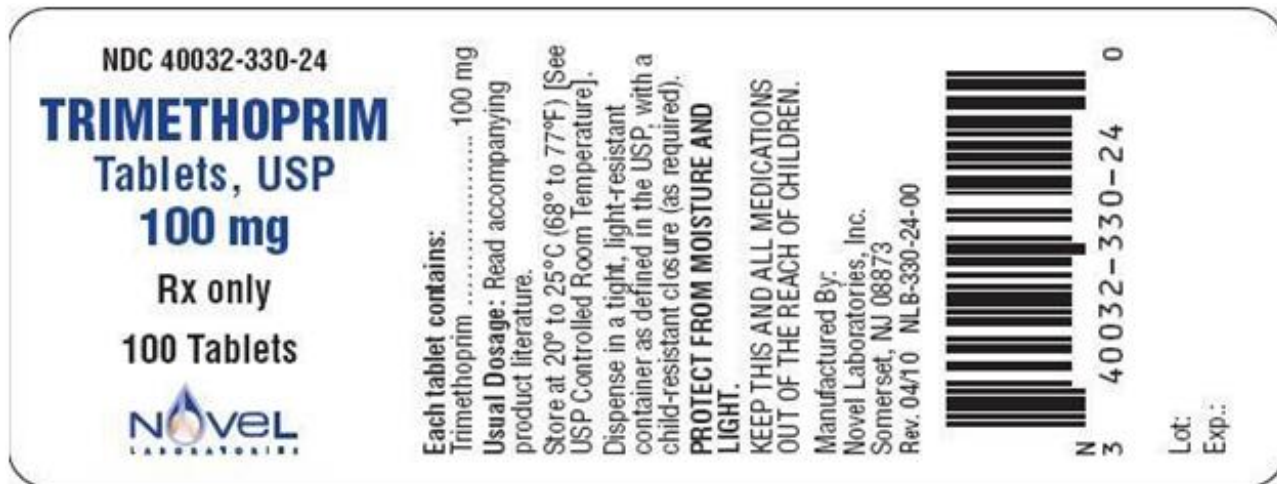 NDC 40032-330-24
TRIMETHOPRIM
Tablets, USP
100 mg
Rx only
100 Tablets
NOVEL
LABORATORIES
Each tablet contains:
Trimethoprim .................... 100 mg
Usual Dosage: Read accompanying
product literature.
Store at 20° to 25°C (68° to 77°F) [See
USP Controlled Room Temperature].
Dispense in a tight, light-resistant
container as defined in the USP, with a
child-resistant closure (as required).
PROTECT FROM MOISTURE AND
LIGHT.
KEEP THIS AND ALL MEDICATIONS
OUT OF THE REACH OF CHILDREN.
Manufactured By:
Novel Laboratories, Inc.
Somerset, NJ 08873
Rev. 04/10 NLB-330-24-00
N
3 40032-330-24 0
Lot:
Exp.: